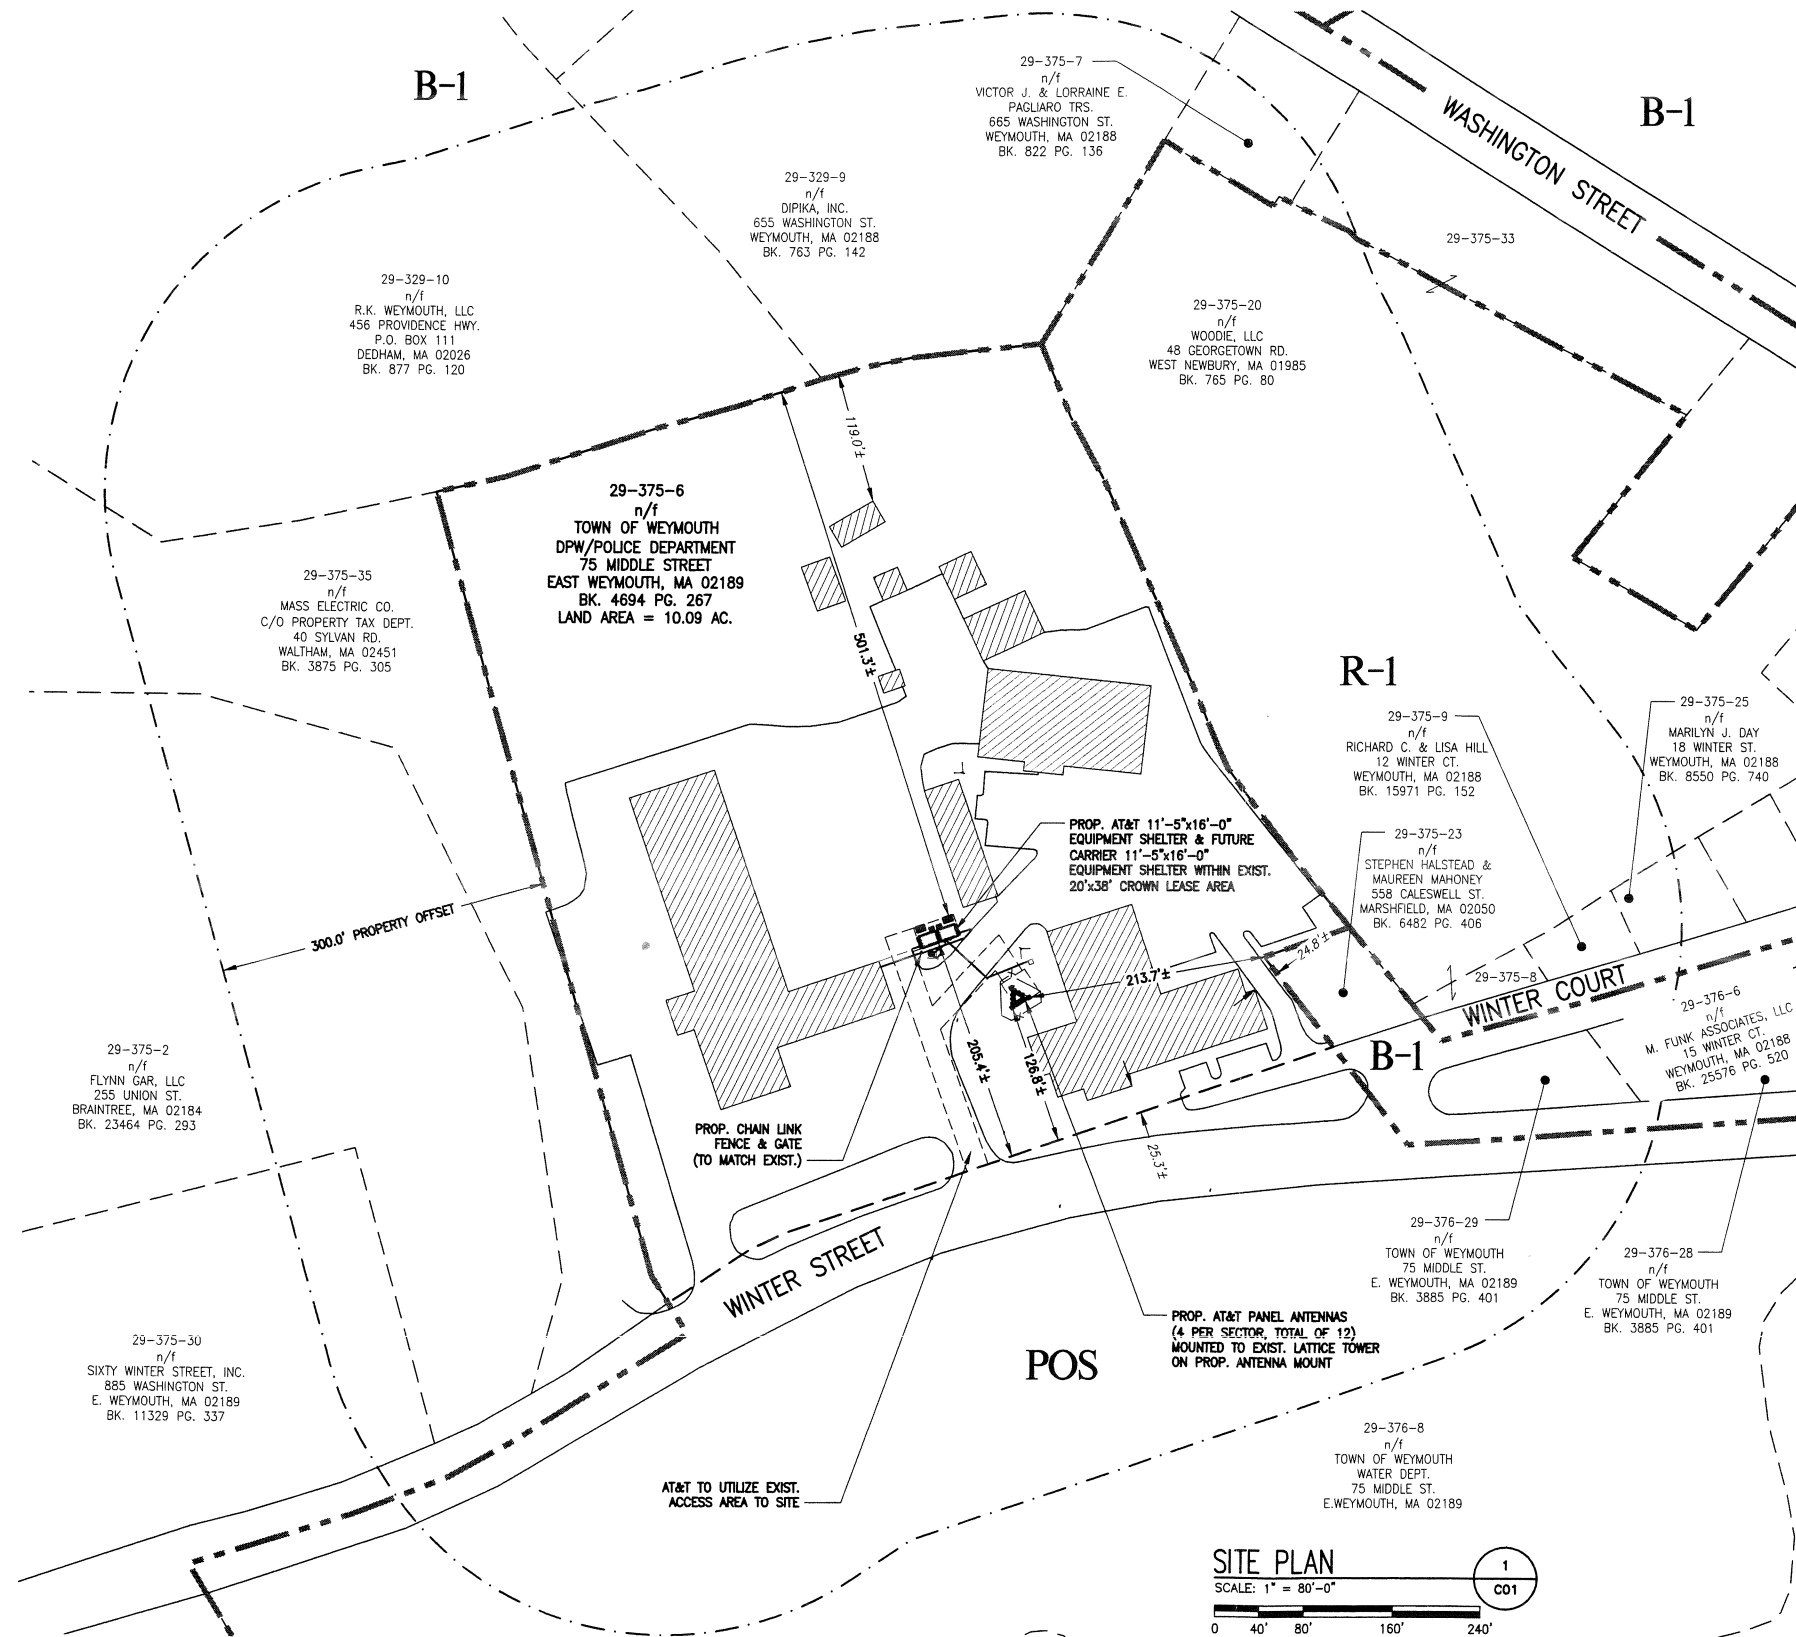 B-1
29-375-7
n/f
VICTOR J. & LORRAINE E.
PAGLIARO TRS.
665 WASHINGTON ST.
WEYMOUTH, MA 02188
BK. 822 PG. 136
B-1
WASHINGTON STREET
29-329-9
n/f
DIPIKA, INC.
655 WASHINGTON ST.
WEYMOUTH, MA 02188
BK. 763 PG. 142
29-375-33
29-329-10
n/f
R.K. WEYMOUTH, LLC
456 PROVIDENCE HWY.
P.O. BOX 111
DEDHAM, MA 02026
BK. 877 PG. 120
29-375-20
n/f
WOODIE, LLC
48 GEORGETOWN RD.
WEST NEWBURY, MA 01985
BK. 765 PG. 80
119.0'±
29-375-6
n/f
TOWN OF WEYMOUTH
DPW/POLICE DEPARTMENT
75 MIDDLE STREET
EAST WEYMOUTH, MA 02189
BK. 4694 PG. 267
LAND AREA = 10.09 AC.
29-375-35
n/f
MASS ELECTRIC CO.
C/O PROPERTY TAX DEPT.
40 SYLVAN RD.
WALTHAM, MA 02451
BK. 3875 PG. 305
501.3'±
R-1
29-375-9
n/f
RICHARD C. & LISA HILL
12 WINTER CT.
WEYMOUTH, MA 02188
BK. 15971 PG. 152
29-375-25
n/f
MARILYN J. DAY
18 WINTER ST.
WEYMOUTH, MA 02188
BK. 8550 PG. 740
PROP. AT&T 11'-5"x16'-0"
EQUIPMENT SHELTER & FUTURE
CARRIER 11'-5"x16'-0"
EQUIPMENT SHELTER WITHIN EXIST.
20'x38' CROWN LEASE AREA
29-375-23
n/f
STEPHEN HALSTEAD &
MAUREEN MAHONEY
558 CALESWELL ST.
MARSHFIELD, MA 02050
BK. 6482 PG. 406
300.0' PROPERTY OFFSET
24.8'±
213.7'±
29-375-8
WINTER COURT
29-376-6
n/f
M. FUNK ASSOCIATES, LLC
15 WINTER CT.
WEYMOUTH, MA 02188
BK. 25576 PG. 520
B-1
205.4'±
126.8'±
29-375-2
n/f
FLYNN GAR, LLC
255 UNION ST.
BRAINTREE, MA 02184
BK. 23464 PG. 293
PROP. CHAIN LINK
FENCE & GATE
(TO MATCH EXIST.)
25.3'±
WINTER STREET
29-376-29
n/f
TOWN OF WEYMOUTH
75 MIDDLE ST.
E. WEYMOUTH, MA 02189
BK. 3885 PG. 401
29-376-28
n/f
TOWN OF WEYMOUTH
75 MIDDLE ST.
E. WEYMOUTH, MA 02189
BK. 3885 PG. 401
PROP. AT&T PANEL ANTENNAS
(4 PER SECTOR, TOTAL OF 12)
MOUNTED TO EXIST. LATTICE TOWER
ON PROP. ANTENNA MOUNT
29-375-30
n/f
SIXTY WINTER STREET, INC.
885 WASHINGTON ST.
E. WEYMOUTH, MA 02189
BK. 11329 PG. 337
POS
29-376-8
n/f
TOWN OF WEYMOUTH
WATER DEPT.
75 MIDDLE ST.
E.WEYMOUTH, MA 02189
AT&T TO UTILIZE EXIST.
ACCESS AREA TO SITE
SITE PLAN
SCALE: 1" = 80'-0"
1
C01
0 40' 80' 160' 240'